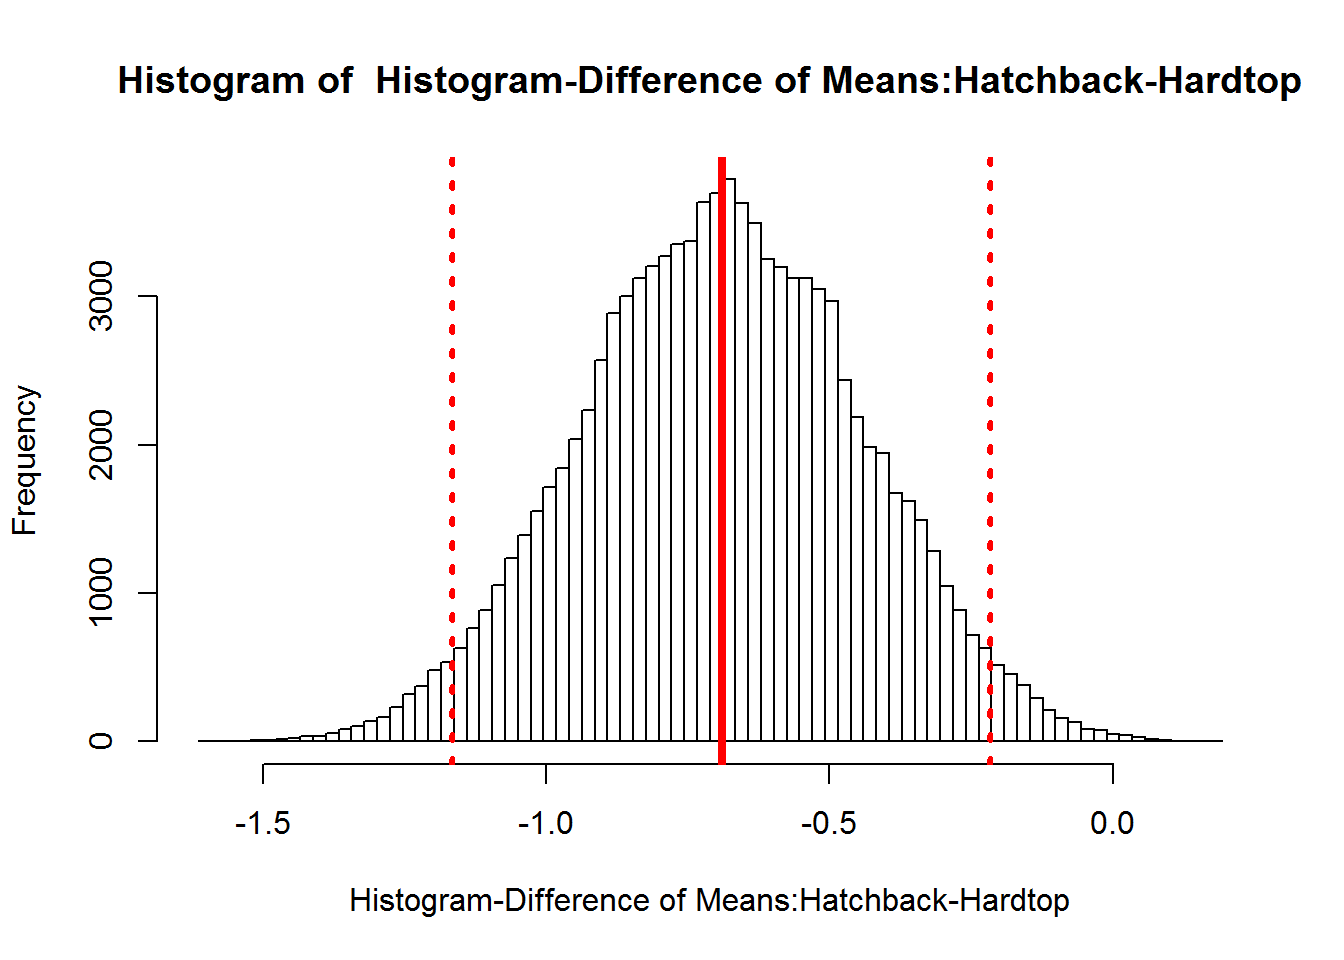 Histogram of  Histogram-Difference of Means:Hatchback-Hardtop
Frequency
3000
2000
1000
0
-1.5 -1.0 -0.5 0.0
Histogram-Difference of Means:Hatchback-Hardtop